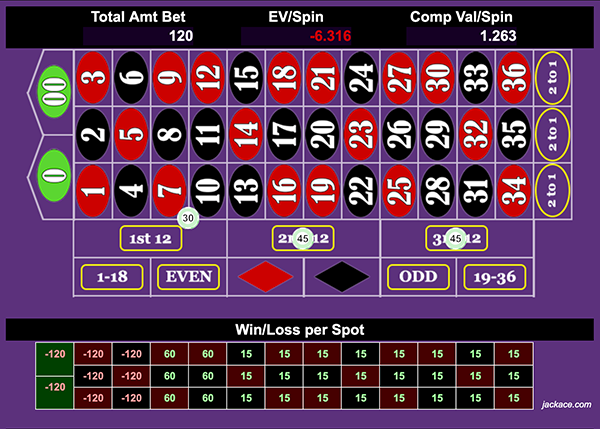 Total Amt Bet EV/Spin Comp Val/Spin
120 -6.316 1.263
00 3 6 9 12 15 18 21 24 27 30 33 36 2 to 1
2 5 8 11 14 17 20 23 26 29 32 35 2 to 1
0 1 4 7 10 13 16 19 22 25 28 31 34 2 to 1
30
1st 12 2n 45 12 3r 45 12
1-18 EVEN ODD 19-36
Win/Loss per Spot
-120 -120 -120 60 60 15 15 15 15 15 15 15 15
-120 -120 60 60 15 15 15 15 15 15 15 15
-120 -120 -120 60 60 15 15 15 15 15 15 15 15
jackace.com